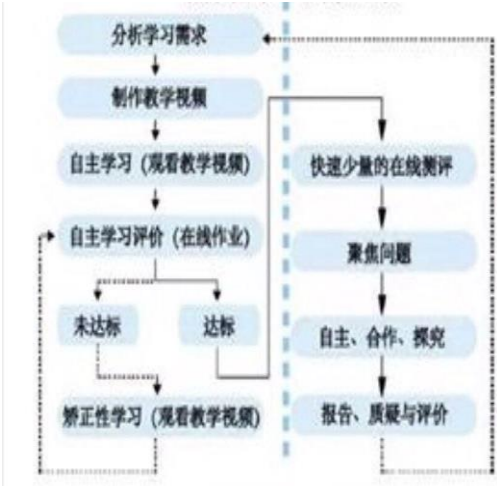 分析学习需求
制作教学视频
自主学习（观看教学视频）
自主学习评价（在线作业）
未达标
达标
矫正性学习（观看教学视频）
快速少量的在线测评
聚焦问题
自主、合作、探究
报告、质疑与评价